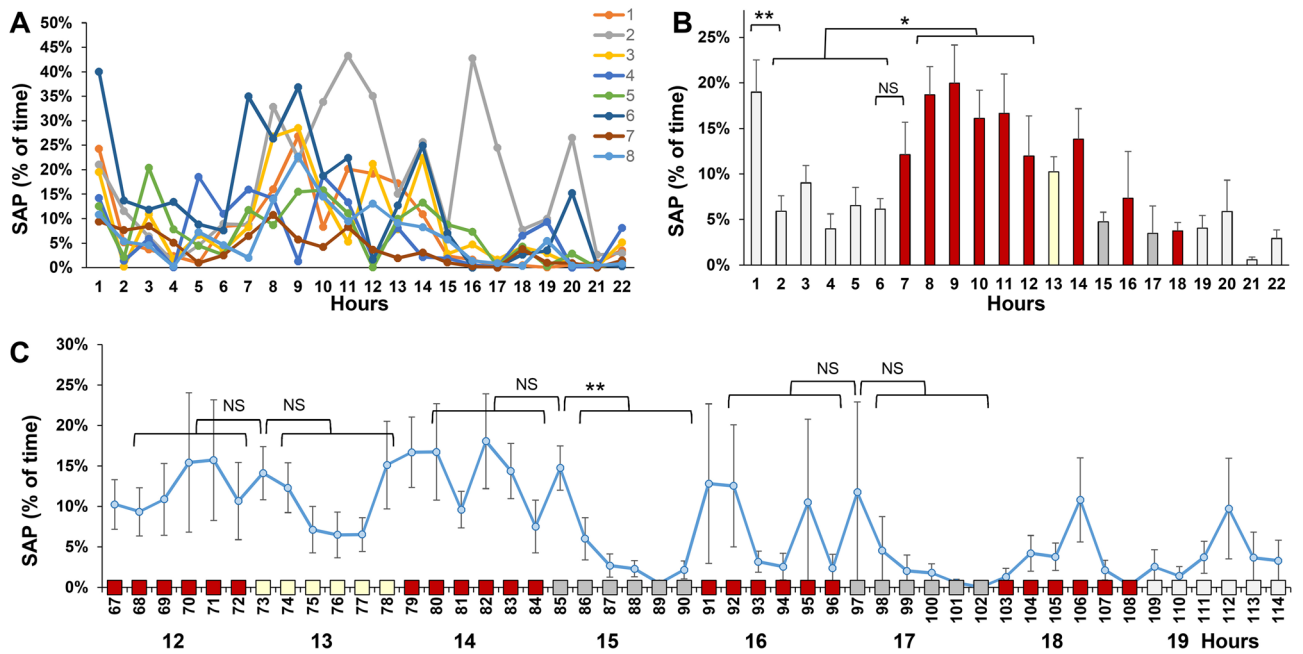 A
SAP (% of time)
50%
45%
40%
35%
30%
25%
20%
15%
10%
5%
0%
1 2 3 4 5 6 7 8 9 10 11 12 13 14 15 16 17 18 19 20 21 22
Hours
1
2
3
4
5
6
7
8
B
SAP (% of time)
25%
20%
15%
10%
5%
0%
**
*
NS
1 2 3 4 5 6 7 8 9 10 11 12 13 14 15 16 17 18 19 20 21 22
Hours
C
SAP (% of time)
30%
25%
20%
15%
10%
5%
0%
NS NS NS ** NS NS
67 68 69 70 71 72 73 74 75 76 77 78 79 80 81 82 83 84 85 86 87 88 89 90 91 92 93 94 95 96 97 98 99 100 101 102 103 104 105 106 107 108 109 110 111 112 113 114
12 13 14 15 16 17 18 19 Hours